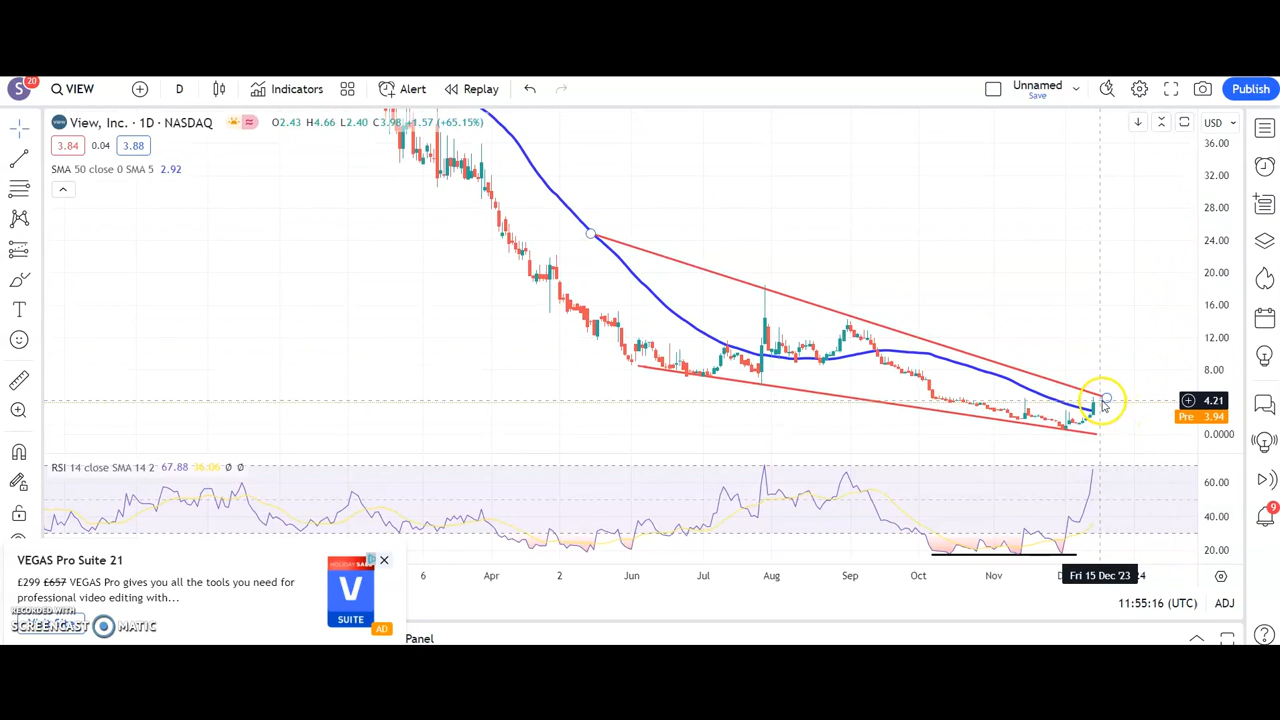 S 20 VIEW D Indicators Alert Replay Unnamed Save Publish
View, Inc. · 1D · NASDAQ O2.43 H4.66 L2.40 C3.98 +1.57 (+65.15%) USD
3.84 0.04 3.88
SMA 50 close 0 SMA 5 2.92
36.00
32.00
28.00
24.00
20.00
16.00
12.00
8.00
4.21
Pre 3.94
0.0000
RSI 14 close SMA 14 2 67.88 36.06 Ø Ø
60.00
40.00
20.00
9
6 Apr 2 Jun Jul Aug Sep Oct Nov Fri 15 Dec '23
VEGAS Pro Suite 21
£299 £657 VEGAS Pro gives you all the tools you need for
professional video editing with...
HOLIDAY SALE
V
SUITE
AD
RECORDED WITH
SCREENCAST MATIC
11:55:16 (UTC) ADJ
Panel